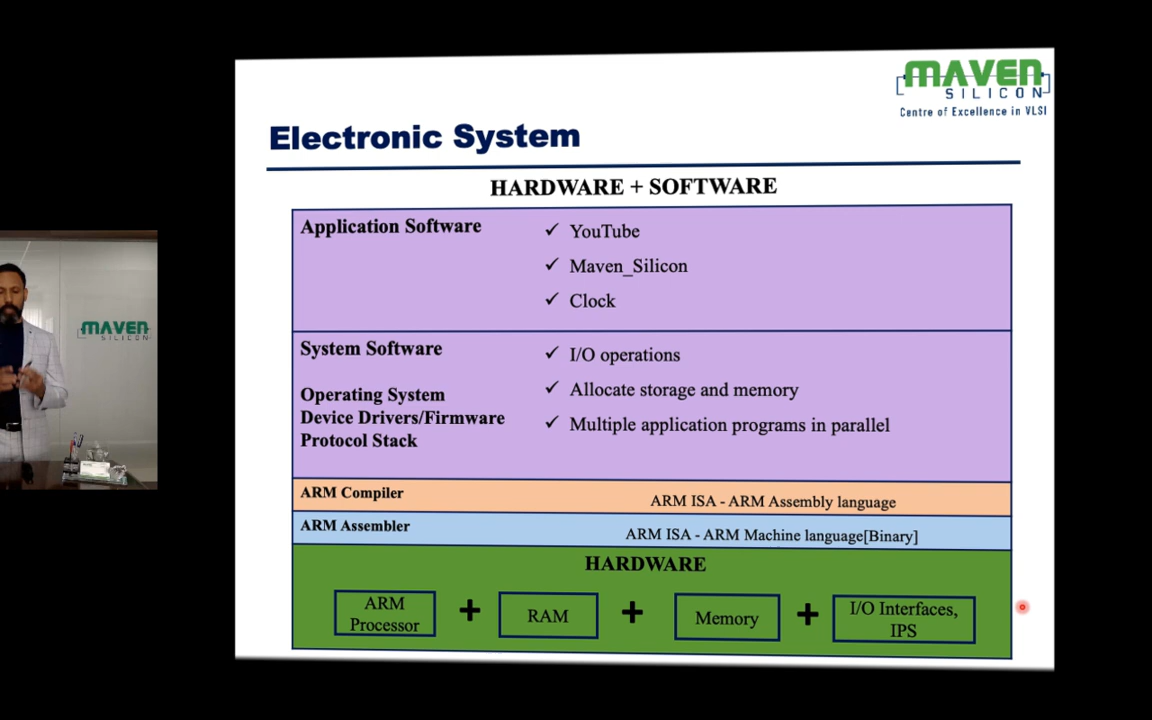 MAVEN
SILICON
Centre of Excellence in VLSI
Electronic System
HARDWARE + SOFTWARE
Application Software
✓ YouTube
✓ Maven_Silicon
✓ Clock
System Software
Operating System
Device Drivers/Firmware
Protocol Stack
✓ I/O operations
✓ Allocate storage and memory
✓ Multiple application programs in parallel
ARM Compiler
ARM ISA - ARM Assembly language
ARM Assembler
ARM ISA - ARM Machine language[Binary]
HARDWARE
ARM
Processor
+
RAM
+
Memory
+
I/O Interfaces,
IPS
MAVEN
SILICON